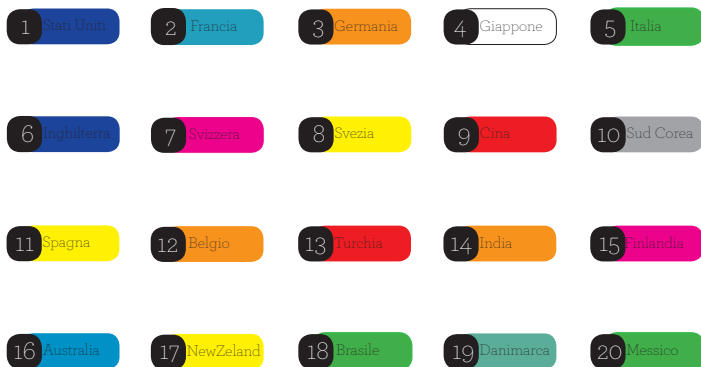 1 Stati Uniti
2 Francia
3 Germania
4 Giappone
5 Italia
6 Inghilterra
7 Svizzera
8 Svezia
9 Cina
10 Sud Corea
11 Spagna
12 Belgio
13 Turchia
14 India
15 Finlandia
16 Australia
17 NewZeland
18 Brasile
19 Danimarca
20 Messico